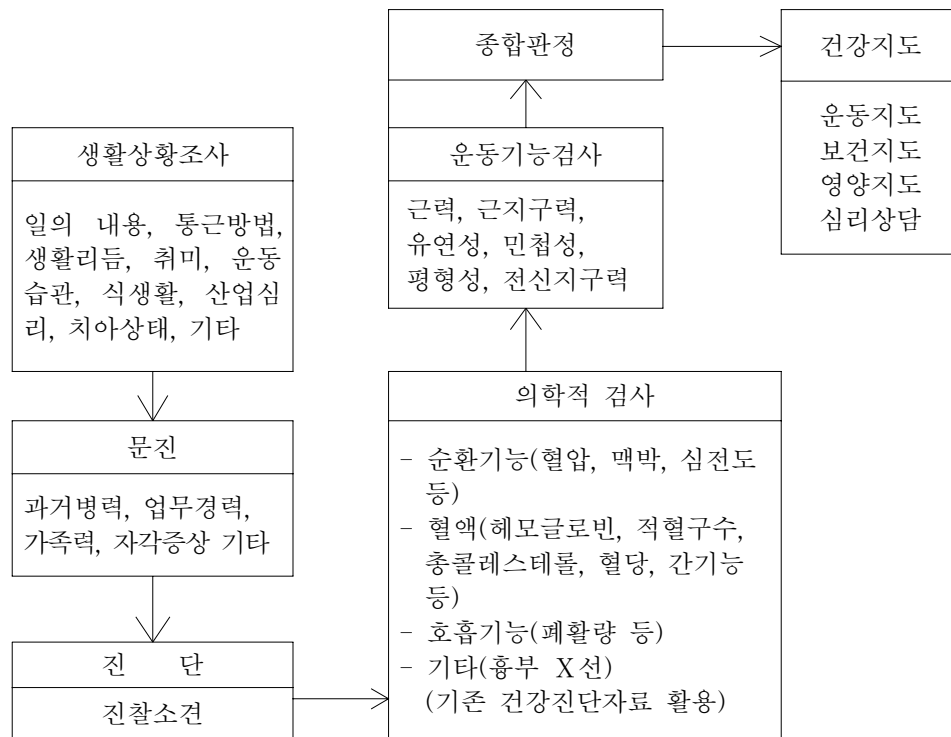 생활상황조사
일의 내용, 통근방법,
생활리듬, 취미, 운동
습관, 식생활, 산업심
리, 치아상태, 기타
문진
과거병력, 업무경력,
가족력, 자각증상 기타
진 단
진찰소견
의학적 검사
- 순환기능(혈압, 맥박, 심전도
등)
- 혈액(헤모글로빈, 적혈구수,
총콜레스테롤, 혈당, 간기능
등)
- 호흡기능(폐활량 등)
- 기타(흉부 X선)
(기존 건강진단자료 활용)
운동기능검사
근력, 근지구력,
유연성, 민첩성,
평형성, 전신지구력
종합판정
건강지도
운동지도
보건지도
영양지도
심리상담